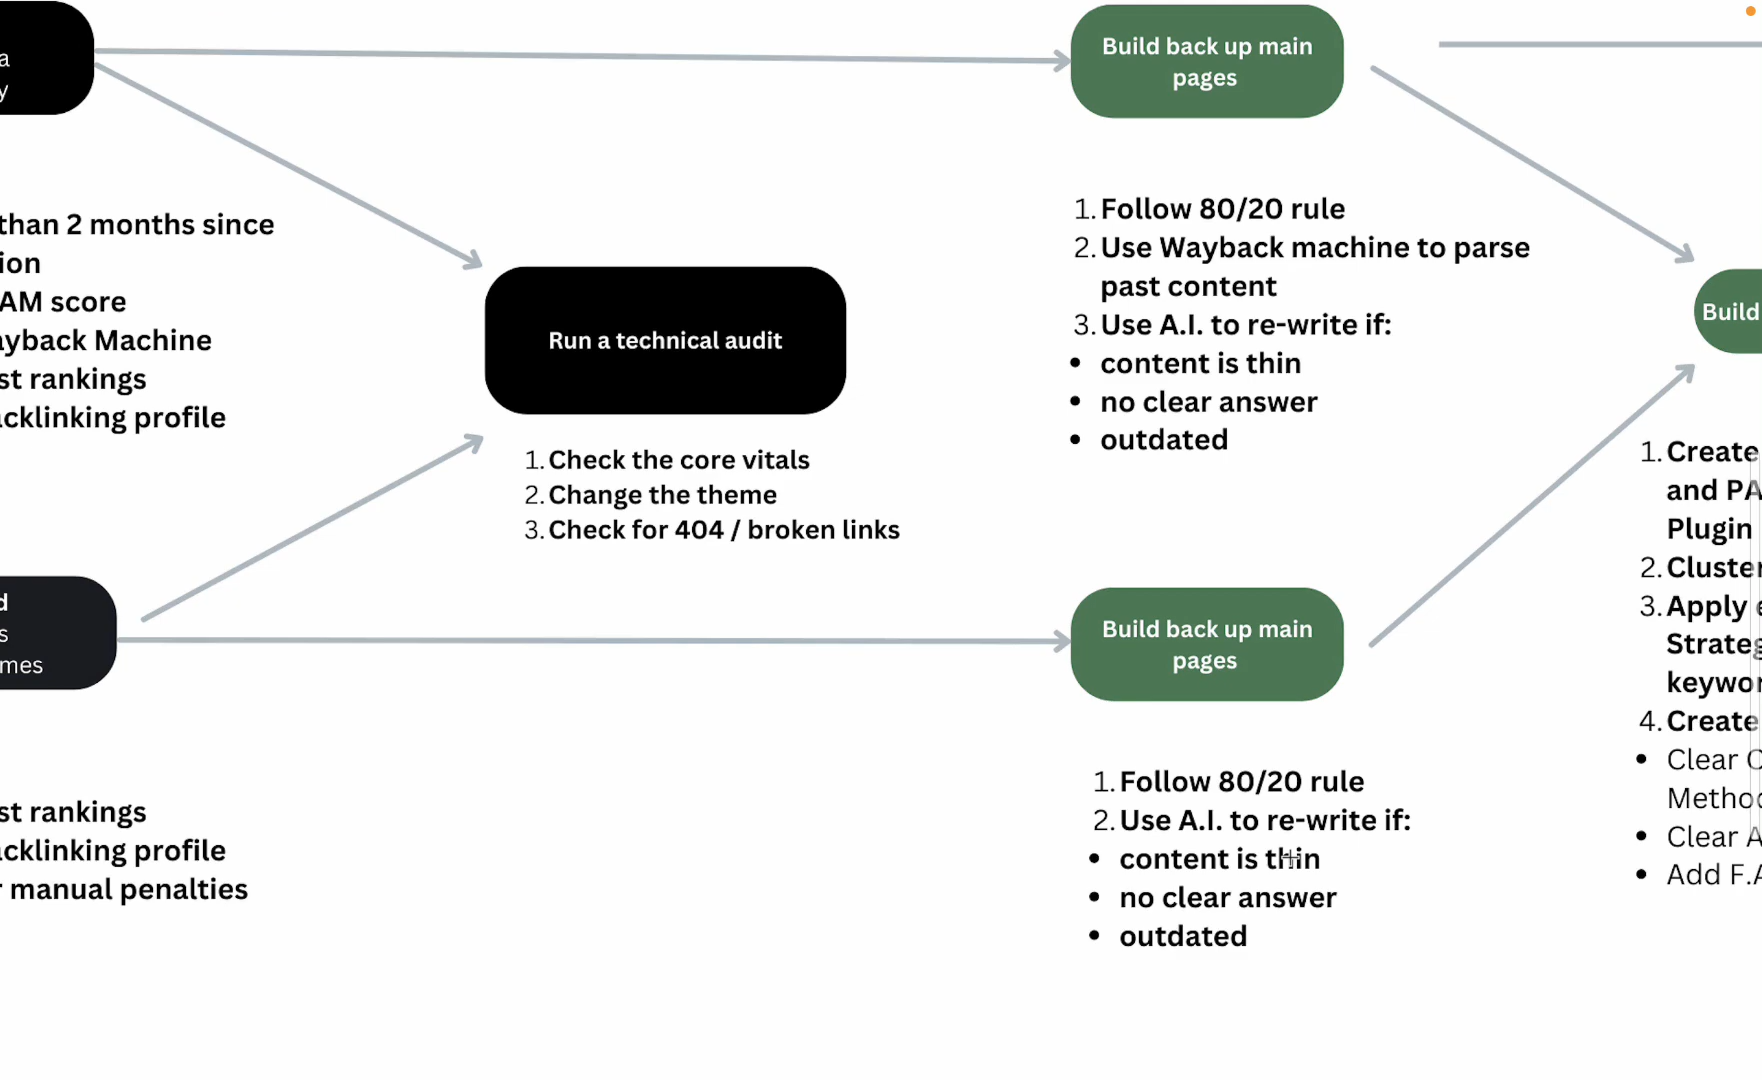 a
y
than 2 months since
ion
AM score
ayback Machine
st rankings
acklinking profile
d
s
mes
st rankings
acklinking profile
r manual penalties
Run a technical audit
1. Check the core vitals
2. Change the theme
3. Check for 404 / broken links
Build back up main
pages
1. Follow 80/20 rule
2. Use Wayback machine to parse
past content
3. Use A.I. to re-write if:
• content is thin
• no clear answer
• outdated
Build back up main
pages
1. Follow 80/20 rule
2. Use A.I. to re-write if:
• content is thin
• no clear answer
• outdated
Build
1. Create
and PA
Plugin
2. Cluster
3. Apply e
Strateg
keywor
4. Create
• Clear C
Method
• Clear A
• Add F.A